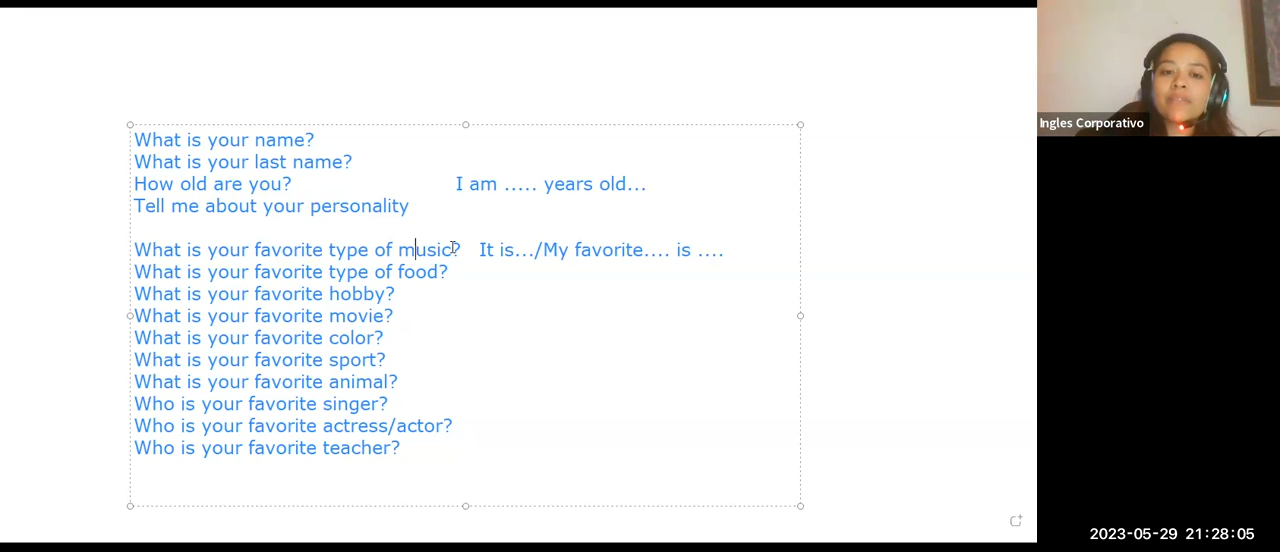 What is your name?
What is your last name?
How old are you? I am ..... years old...
Tell me about your personality
What is your favorite type of music? It is.../My favorite.... is ....
What is your favorite type of food?
What is your favorite hobby?
What is your favorite movie?
What is your favorite color?
What is your favorite sport?
What is your favorite animal?
Who is your favorite singer?
Who is your favorite actress/actor?
Who is your favorite teacher?
Ingles Corporativo
2023-05-29 21:28:05